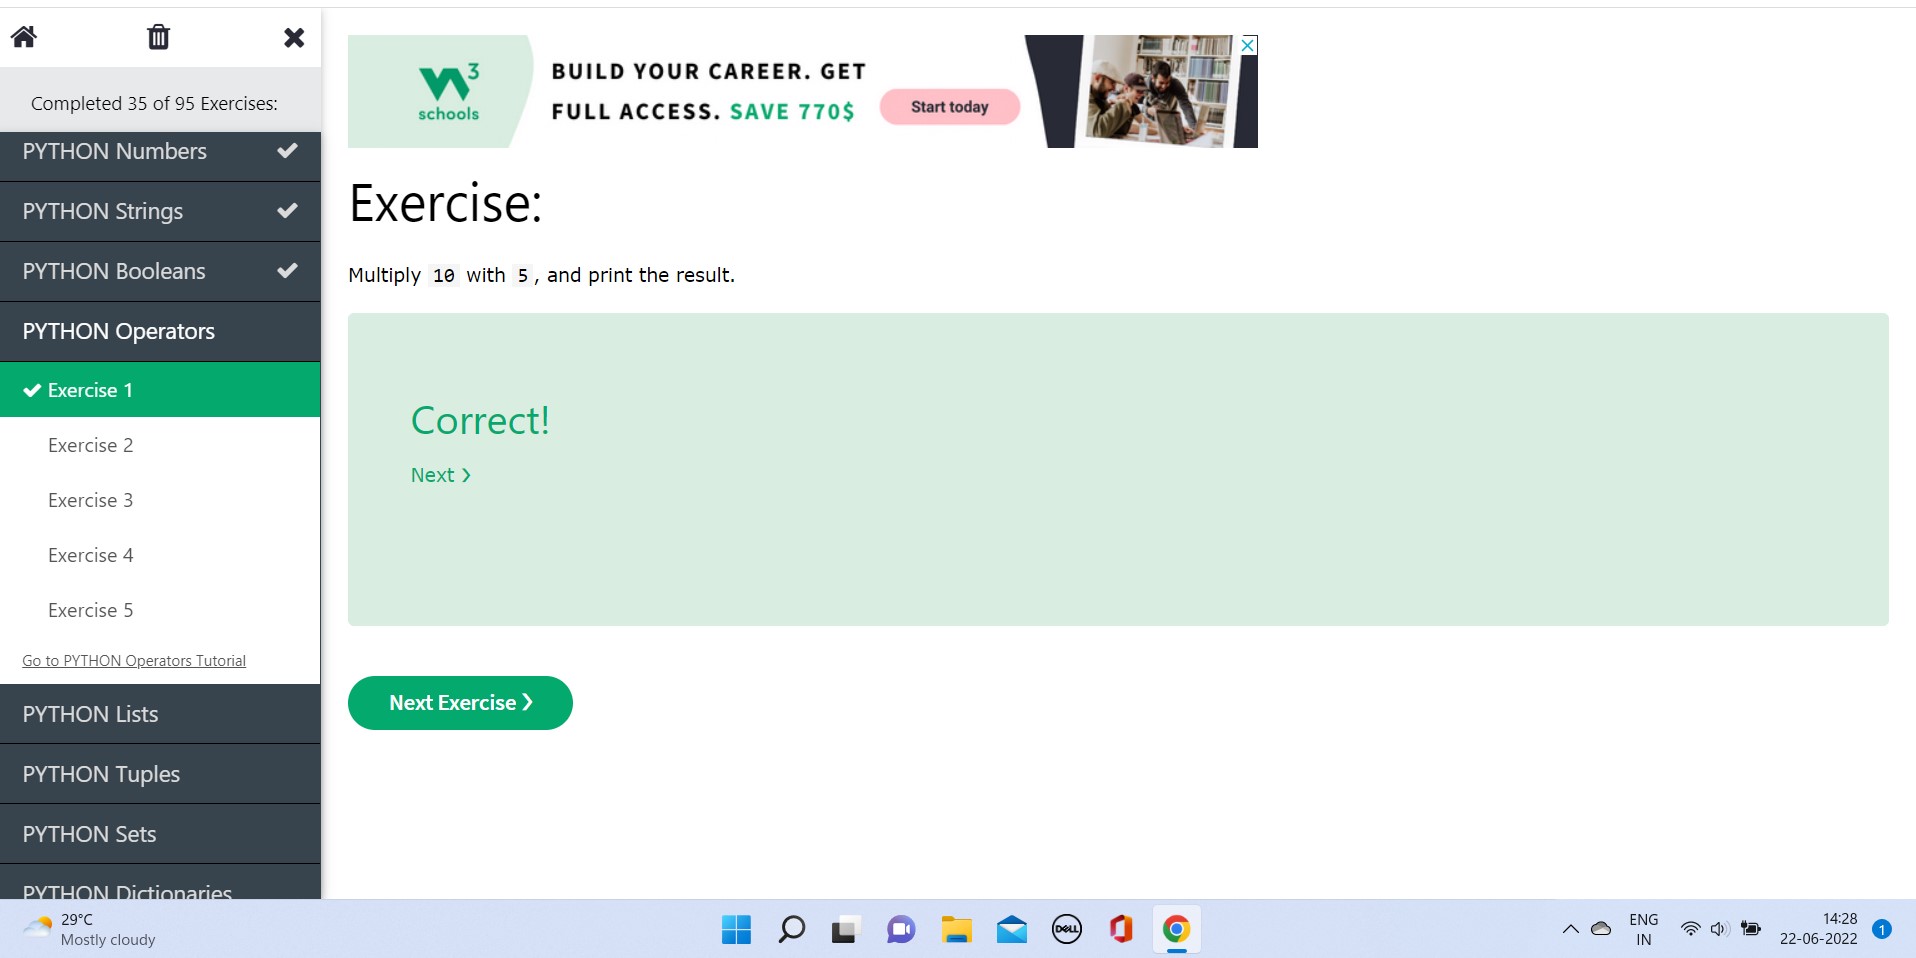 Completed 35 of 95 Exercises:
PYTHON Numbers
PYTHON Strings
PYTHON Booleans
PYTHON Operators
Exercise 1
Exercise 2
Exercise 3
Exercise 4
Exercise 5
Go to PYTHON Operators Tutorial
PYTHON Lists
PYTHON Tuples
PYTHON Sets
PYTHON Dictionaries
W3
schools
BUILD YOUR CAREER. GET
FULL ACCESS. SAVE 770$
Start today
Exercise:
Multiply 10 with 5, and print the result.
Correct!
Next ❯
Next Exercise ❯
29°C
Mostly cloudy
DELL
ENG
IN
14:28
22-06-2022
1